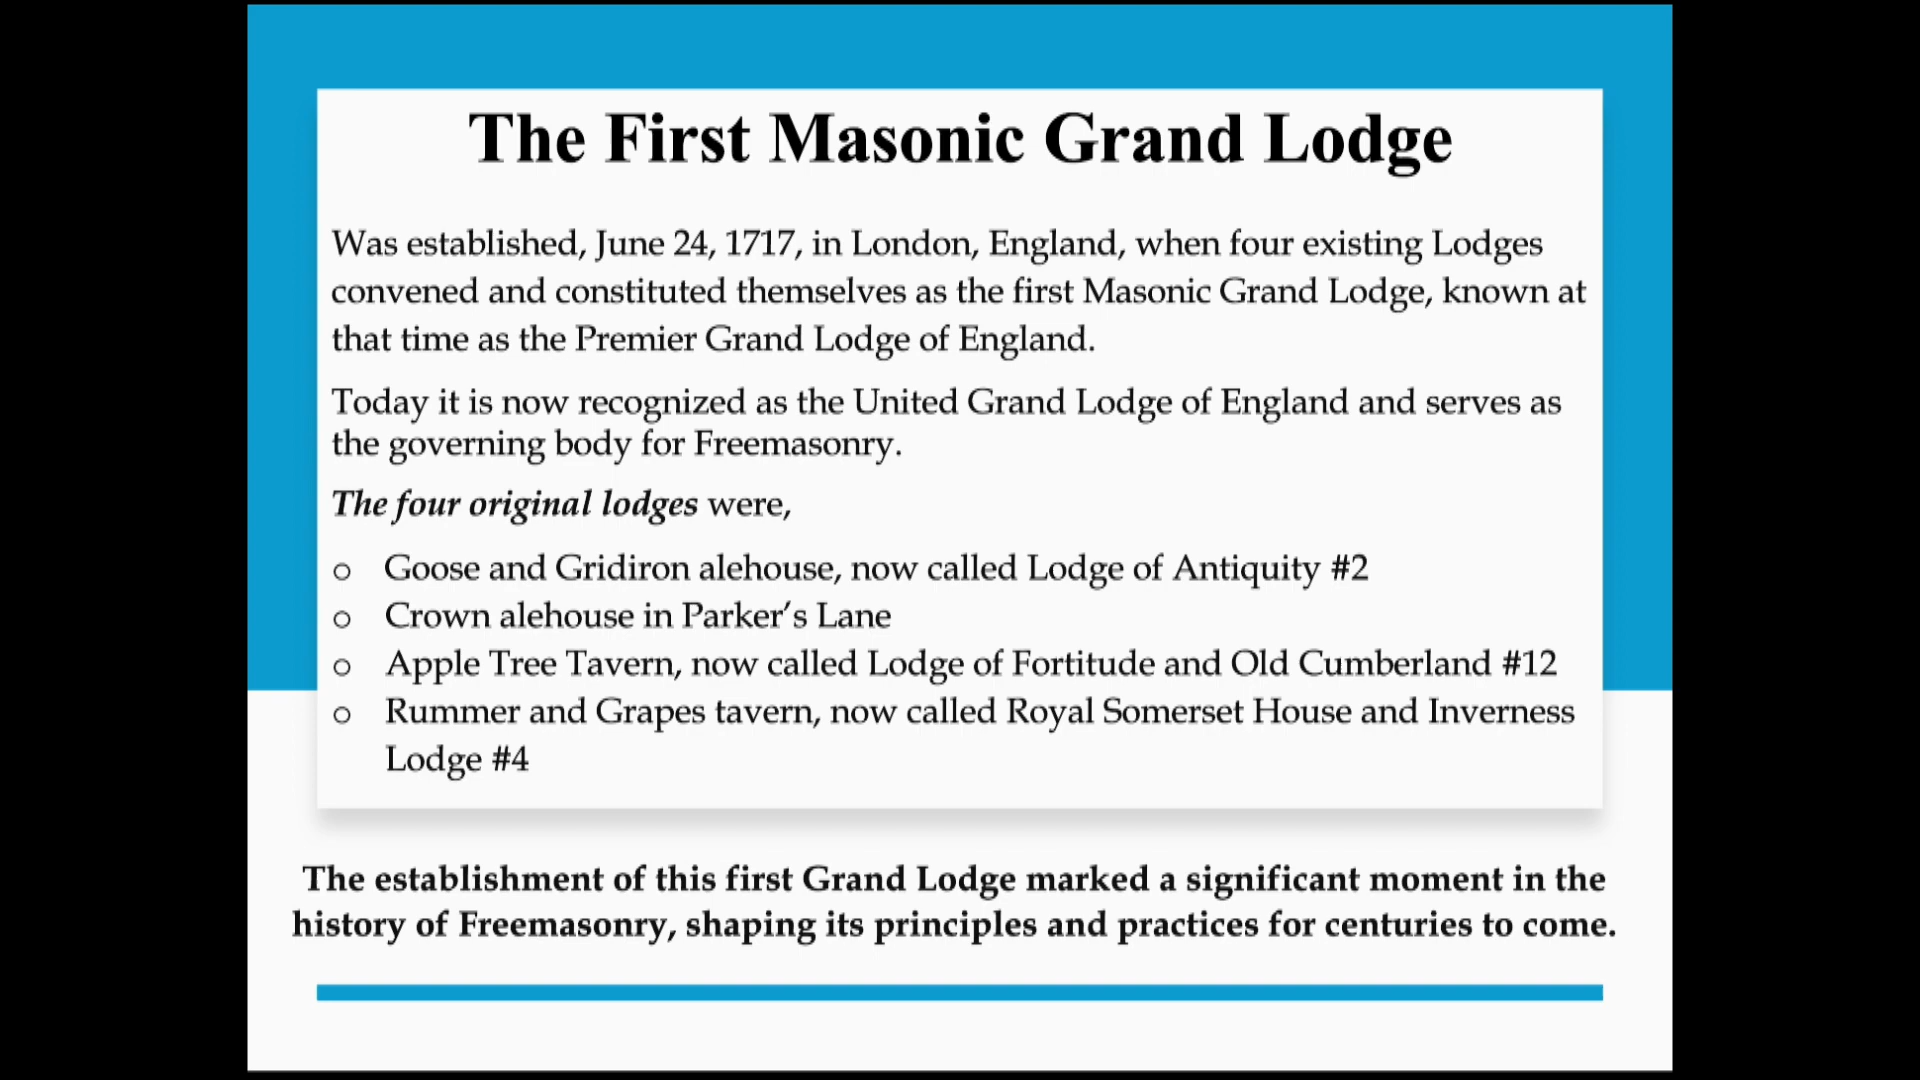 The First Masonic Grand Lodge
Was established, June 24, 1717, in London, England, when four existing Lodges
convened and constituted themselves as the first Masonic Grand Lodge, known at
that time as the Premier Grand Lodge of England.
Today it is now recognized as the United Grand Lodge of England and serves as
the governing body for Freemasonry.
The four original lodges were,
o Goose and Gridiron alehouse, now called Lodge of Antiquity #2
o Crown alehouse in Parker’s Lane
o Apple Tree Tavern, now called Lodge of Fortitude and Old Cumberland #12
o Rummer and Grapes tavern, now called Royal Somerset House and Inverness
Lodge #4
The establishment of this first Grand Lodge marked a significant moment in the
history of Freemasonry, shaping its principles and practices for centuries to come.